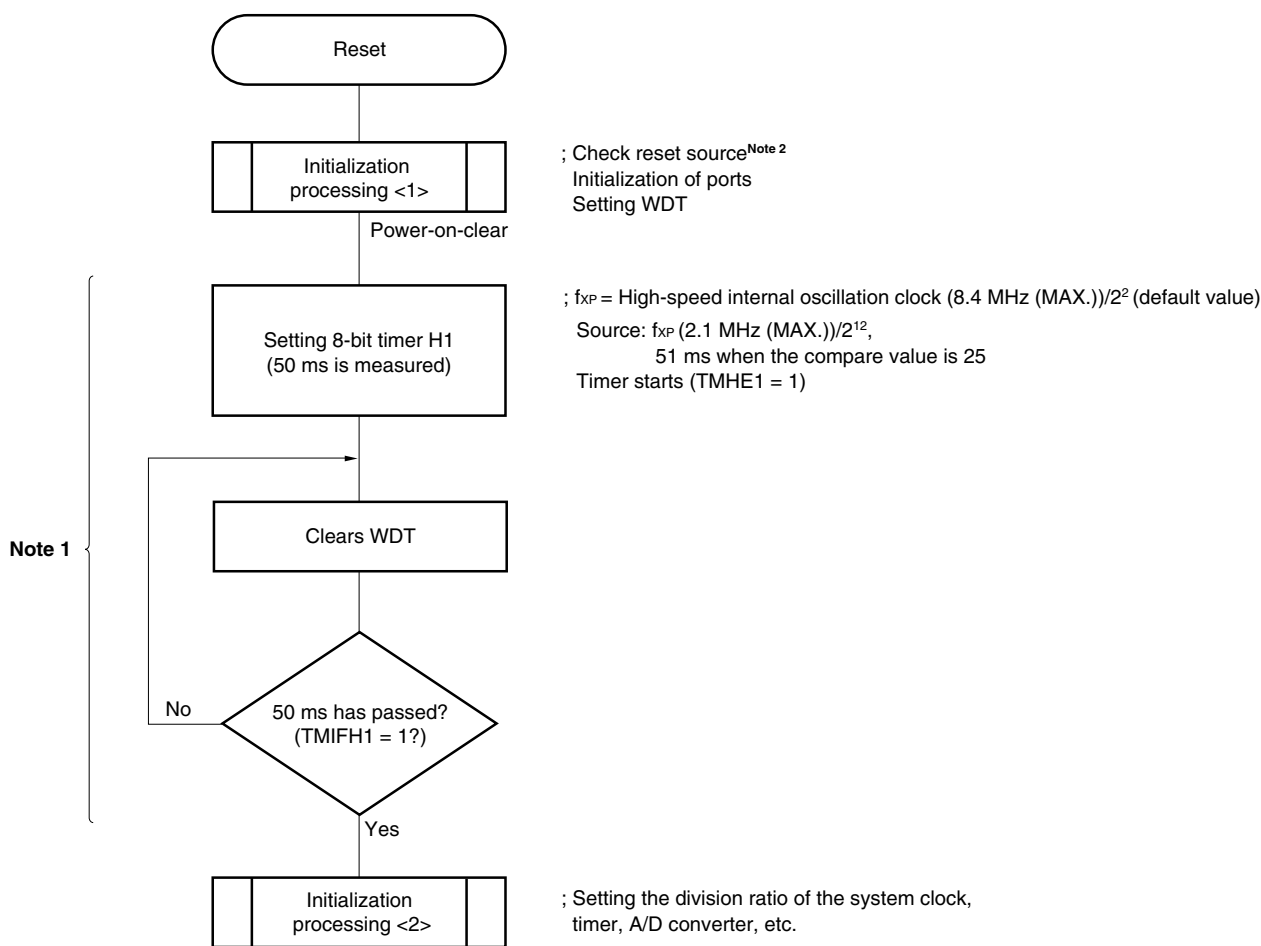 Reset
Initialization
processing <1>
; Check reset source Note 2
Initialization of ports
Setting WDT
Power-on-clear
Setting 8-bit timer H1
(50 ms is measured)
; fXP = High-speed internal oscillation clock (8.4 MHz (MAX.))/2² (default value)
Source: fXP (2.1 MHz (MAX.))/2¹²,
51 ms when the compare value is 25
Timer starts (TMHE1 = 1)
Note 1
Clears WDT
No
50 ms has passed?
(TMIFH1 = 1?)
Yes
Initialization
processing <2>
; Setting the division ratio of the system clock,
timer, A/D converter, etc.